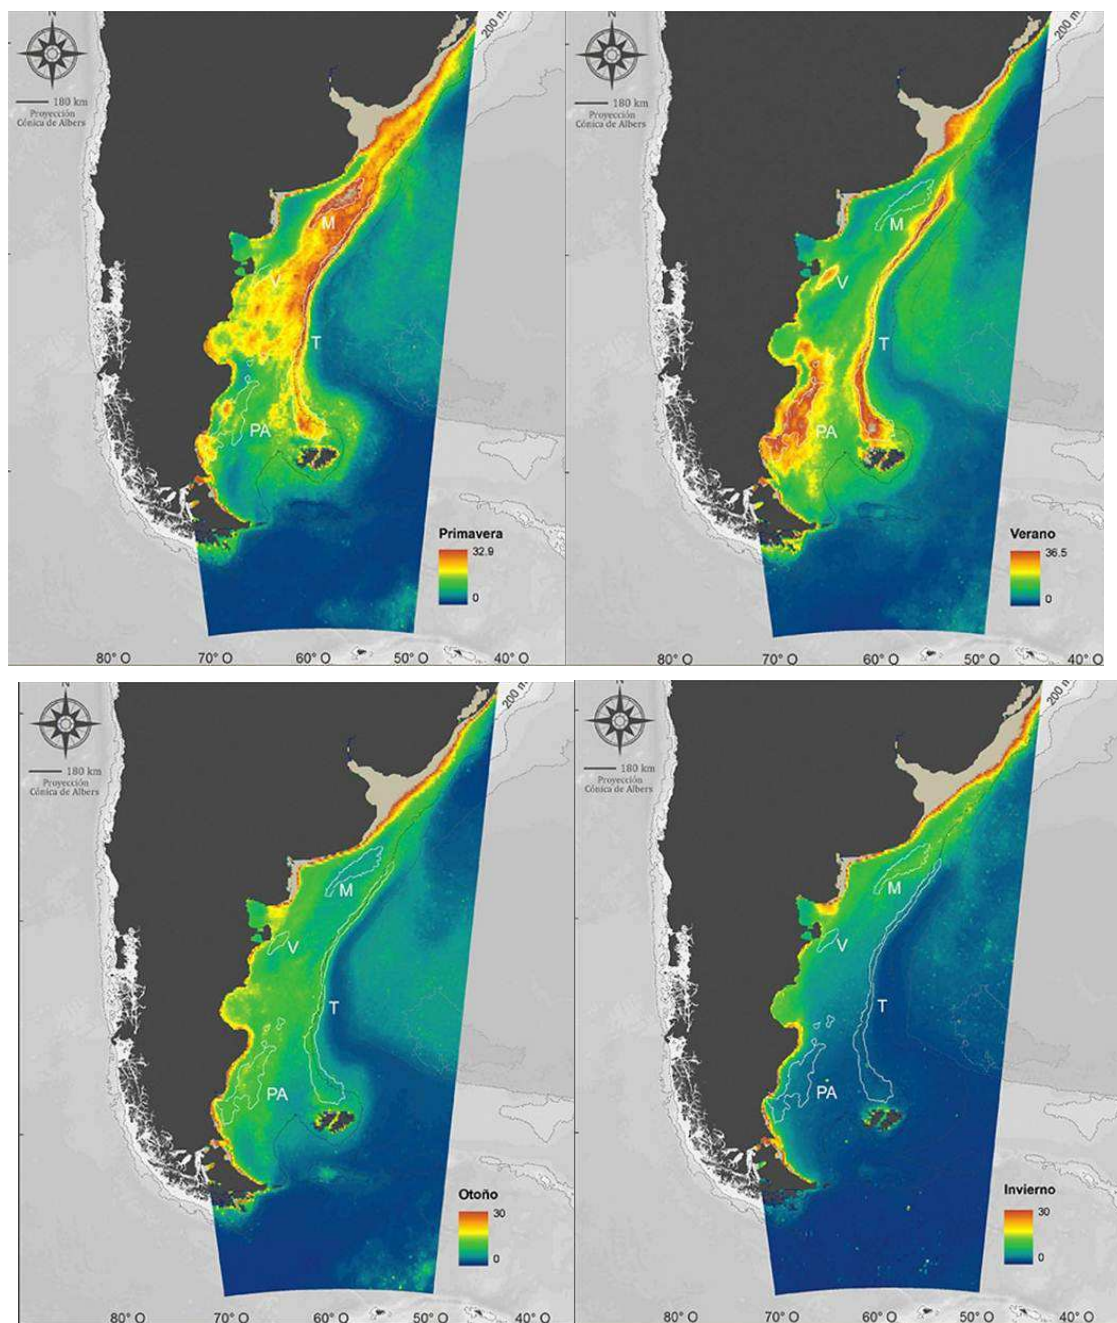 N
200 m
180 km
Proyección
Cónica de Albers
M
V
T
PA
Primavera
32.9
0
80° O 70° O 60° O 50° O 40° O
N
200 m
180 km
Proyección
Cónica de Albers
M
V
T
PA
Verano
36.5
0
80° O 70° O 60° O 50° O 40° O
N
200 m
180 km
Proyección
Cónica de Albers
M
V
T
PA
Otoño
30
0
80° O 70° O 60° O 50° O 40° O
N
200 m
180 km
Proyección
Cónica de Albers
M
V
T
PA
Invierno
30
0
80° O 70° O 60° O 50° O 40° O